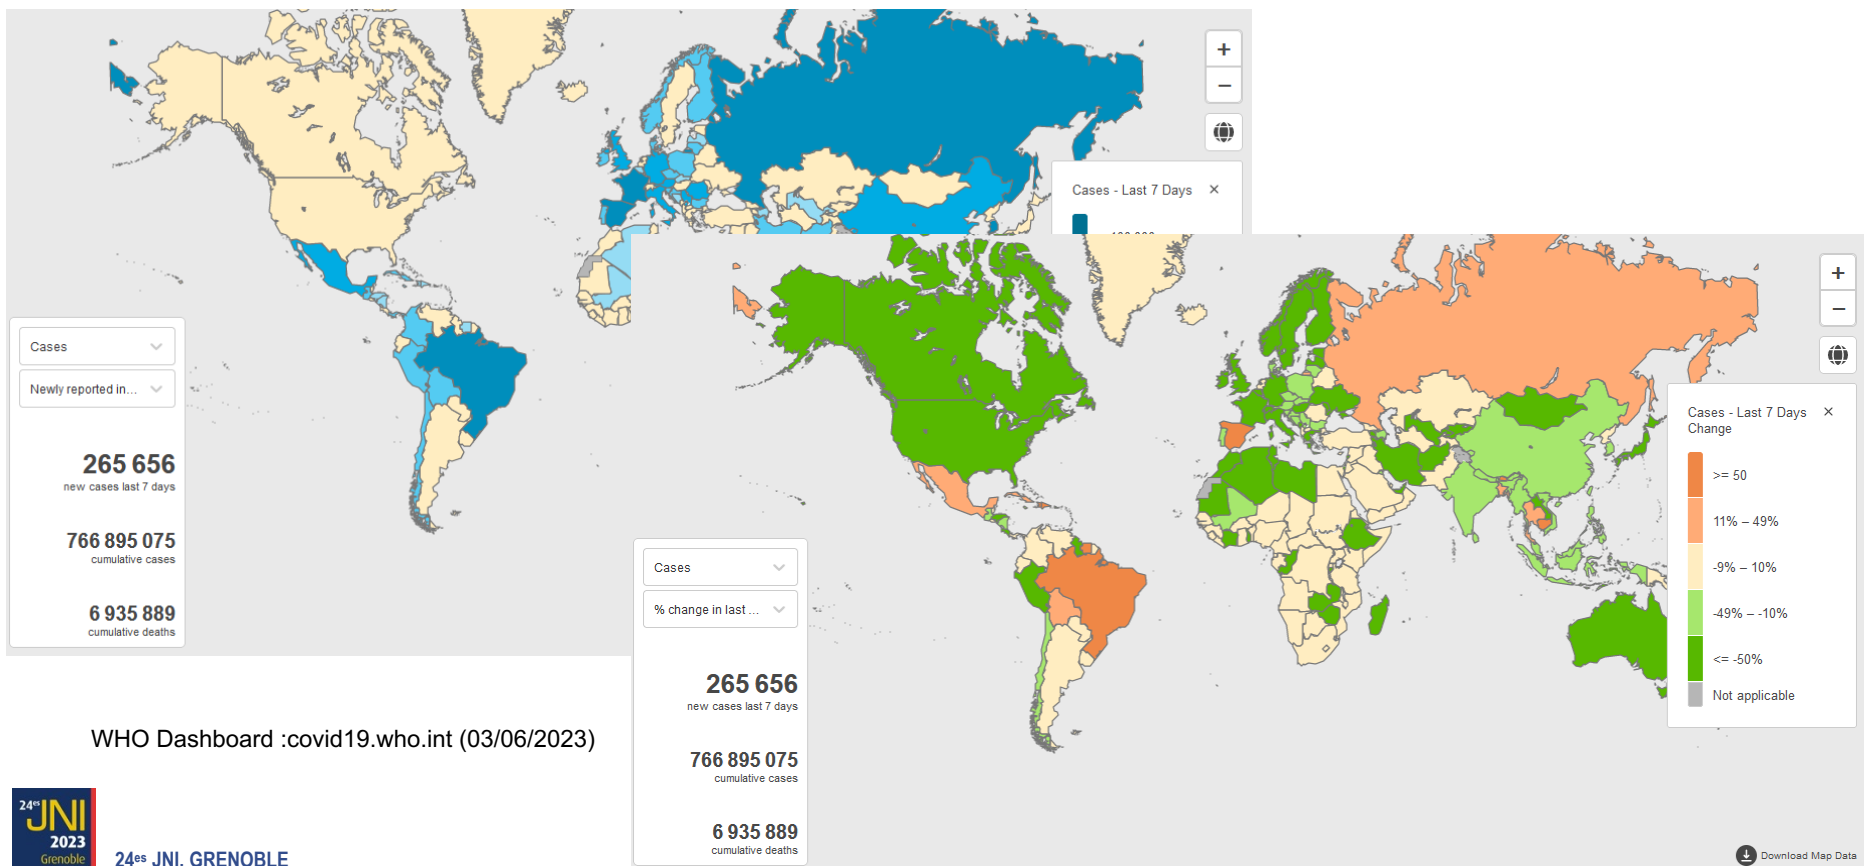 +
−
Cases - Last 7 Days ×
Cases
Newly reported in...
265 656
new cases last 7 days
766 895 075
cumulative cases
6 935 889
cumulative deaths
+
−
Cases - Last 7 Days ×
Change
>= 50
11% – 49%
-9% – 10%
-49% – -10%
<= -50%
Not applicable
Cases
% change in last ...
265 656
new cases last 7 days
766 895 075
cumulative cases
6 935 889
cumulative deaths
Download Map Data
WHO Dashboard :covid19.who.int (03/06/2023)
24es JNI
2023
Grenoble
24es JNI, GRENOBLE